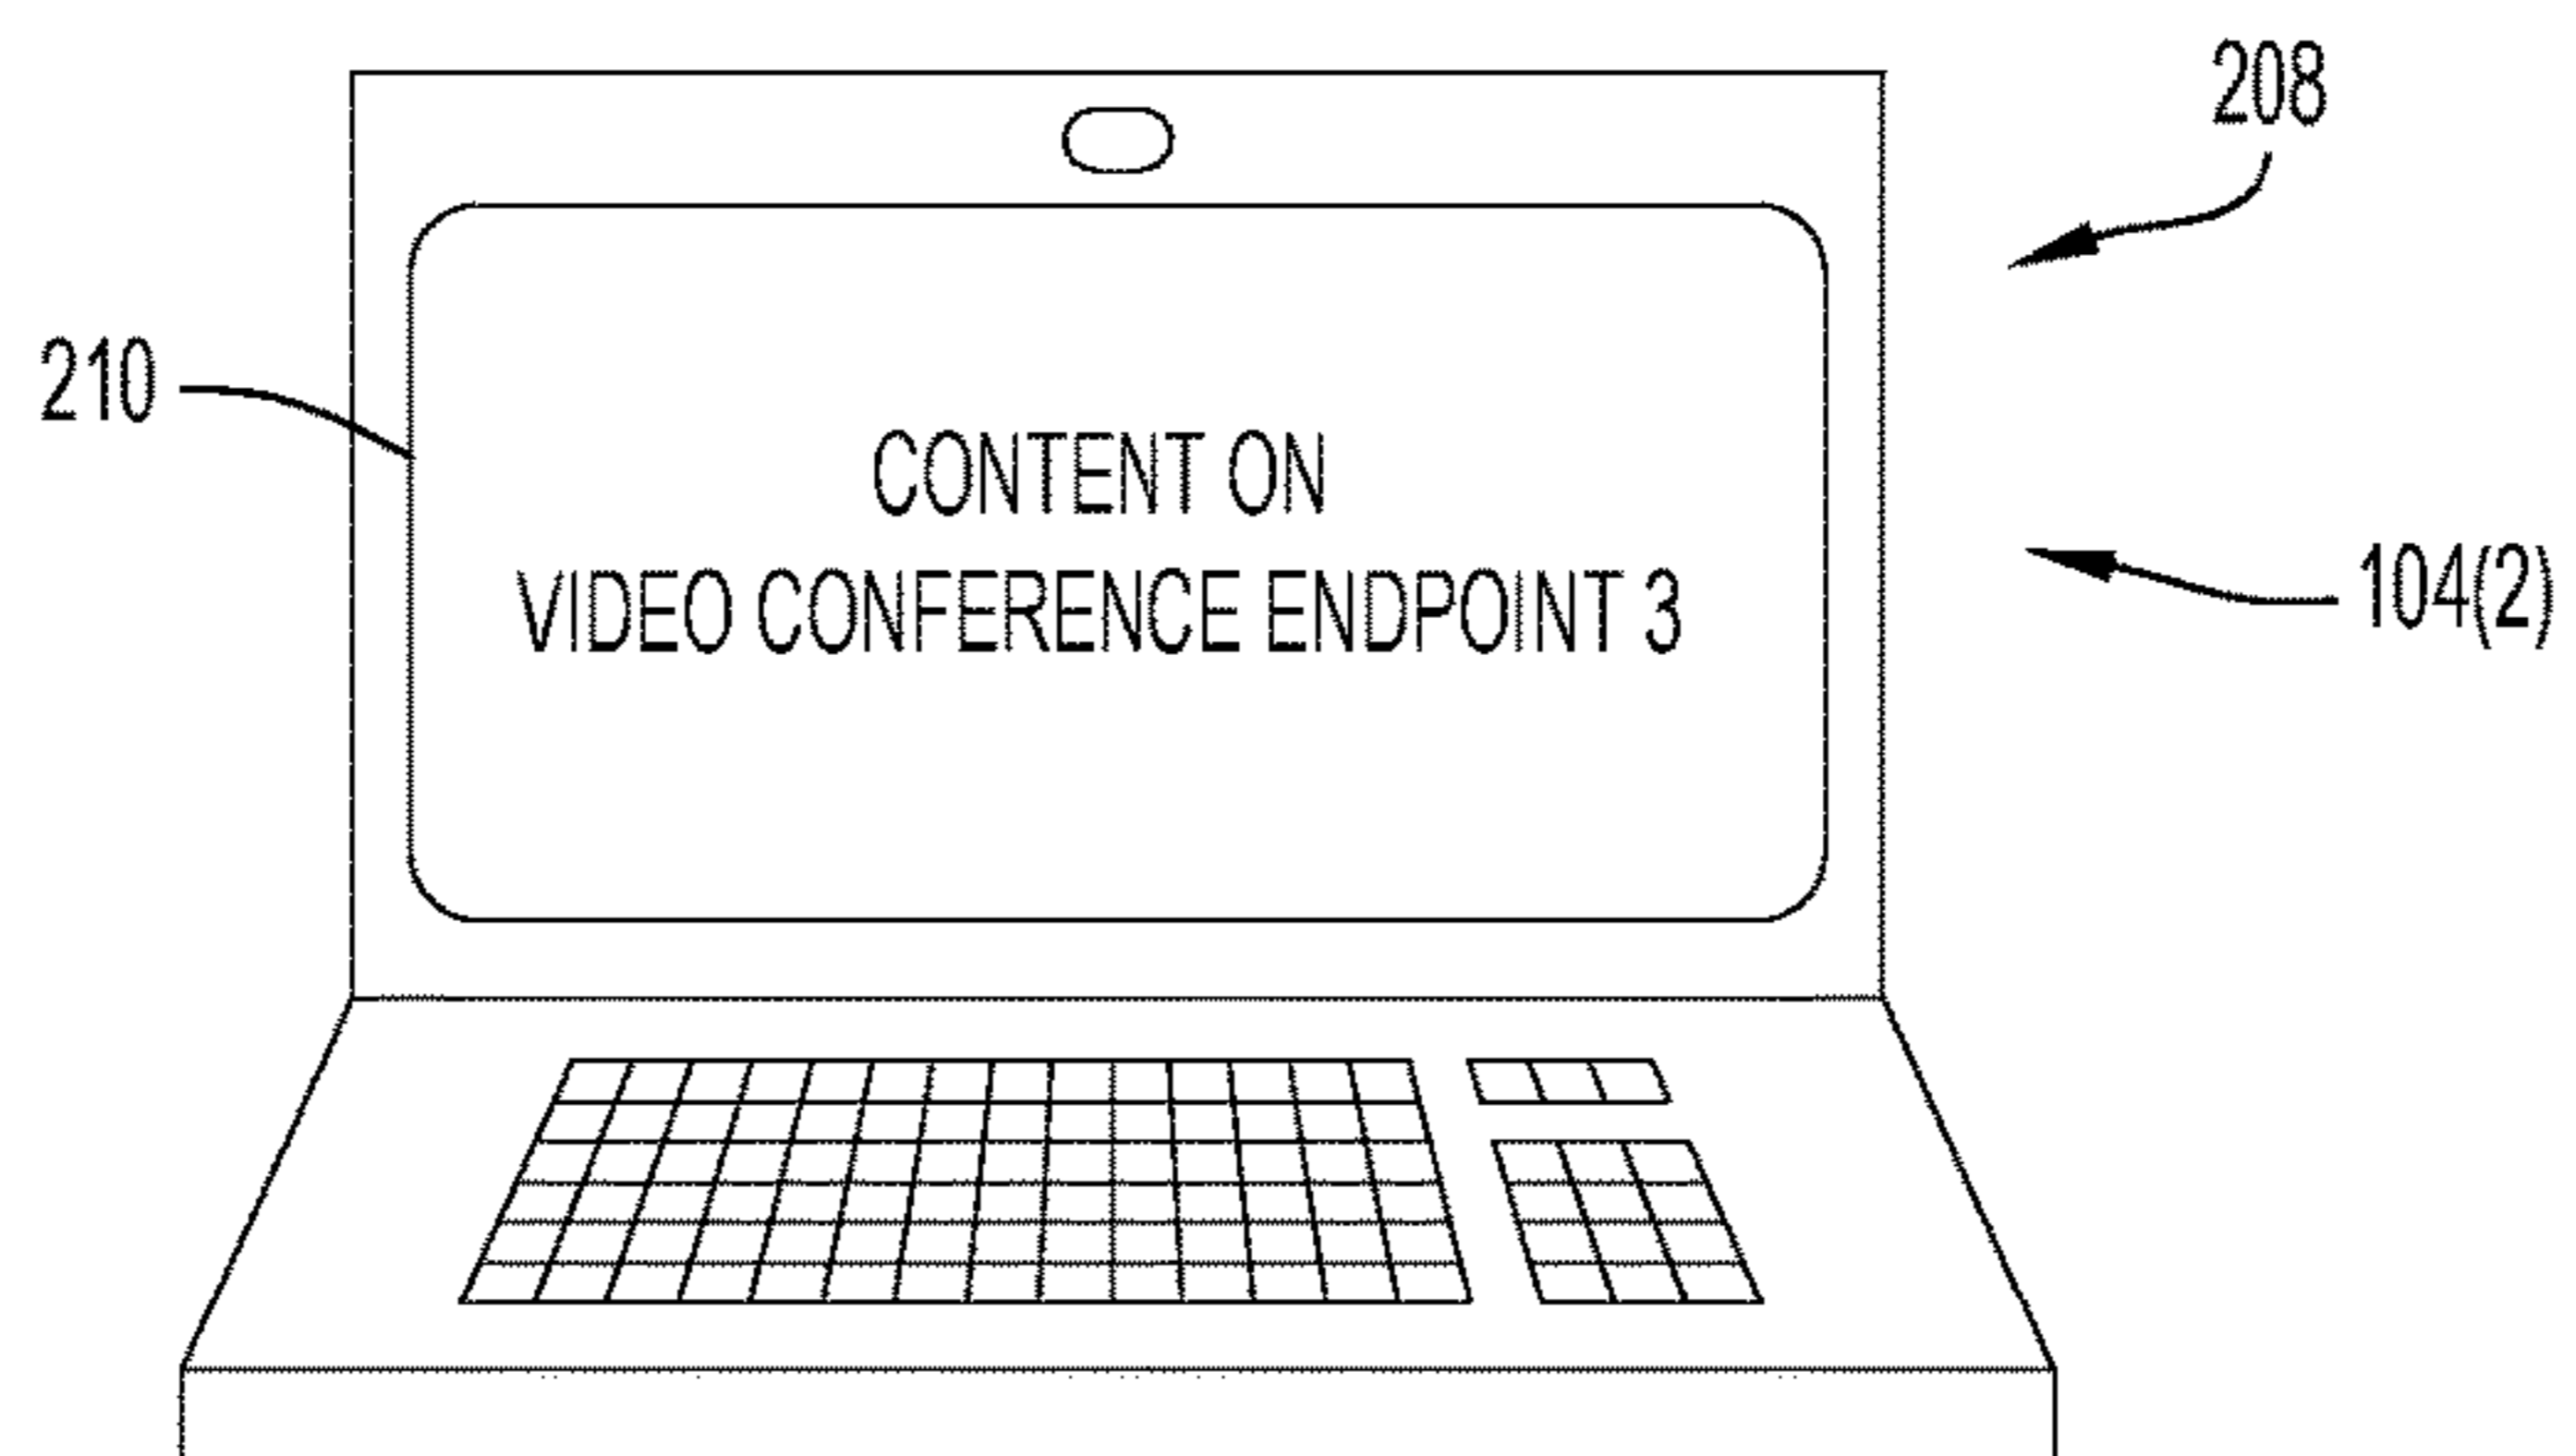 208
210
CONTENT ON
VIDEO CONFERENCE ENDPOINT 3
104(2)